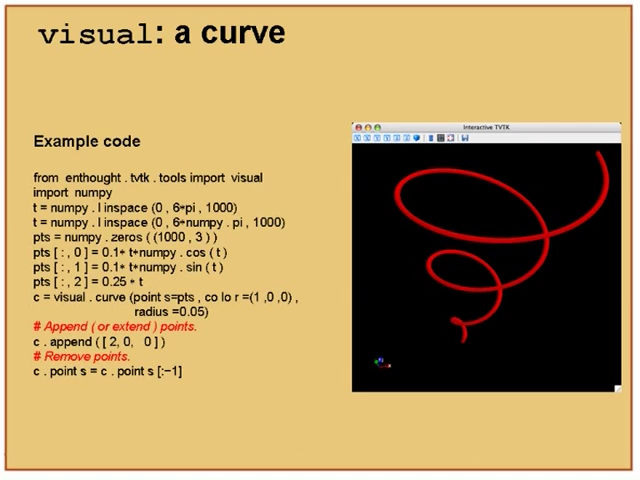 visual: a curve
Example code
from enthought . tvtk . tools import visual
import numpy
t = numpy . l inspace (0 , 6*pi , 1000)
t = numpy . l inspace (0 , 6*numpy . pi , 1000)
pts = numpy . zeros ( (1000 , 3 ) )
pts [ : , 0 ] = 0.1* t*numpy . cos ( t )
pts [ : , 1 ] = 0.1* t*numpy . sin ( t )
pts [ : , 2 ] = 0.25 * t
c = visual . curve (point s=pts , co lo r =(1 ,0 ,0) ,
radius =0.05)
# Append ( or extend ) points.
c . append ( [ 2, 0, 0 ] )
# Remove points.
c . point s = c . point s [:−1]
Interactive TVTK